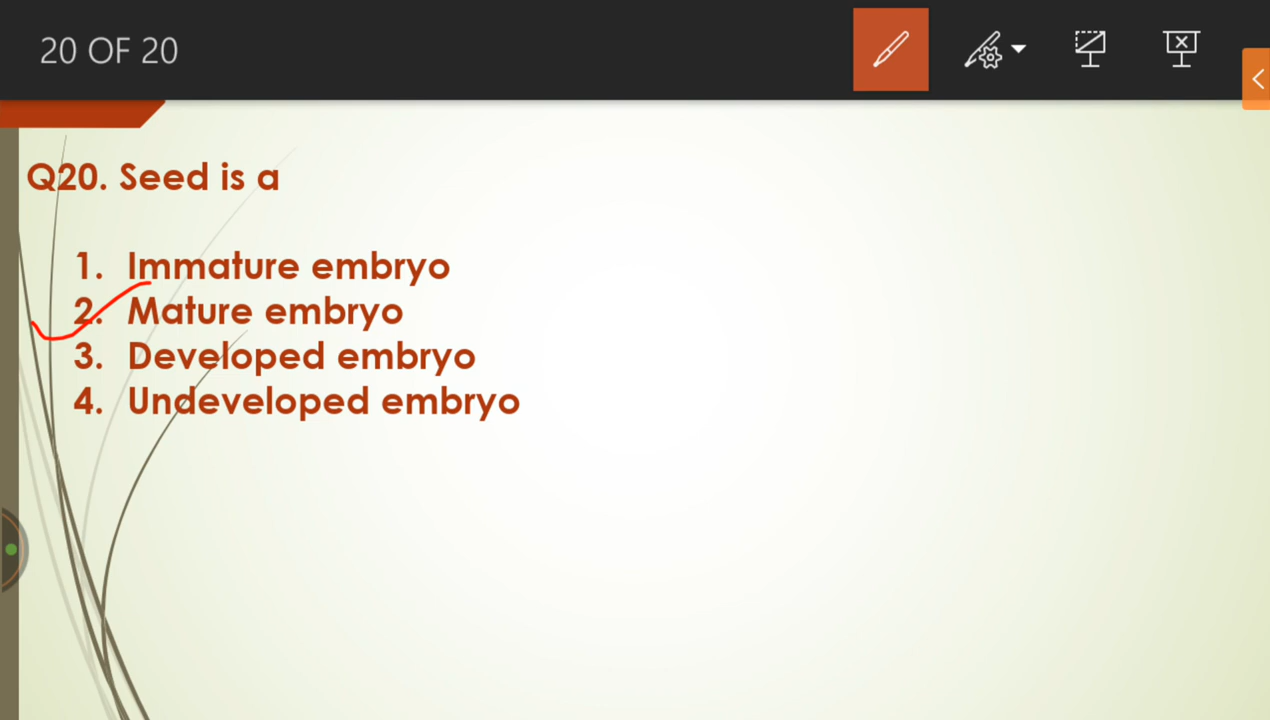 20 OF 20
Q20. Seed is a
1. Immature embryo
2. Mature embryo
3. Developed embryo
4. Undeveloped embryo